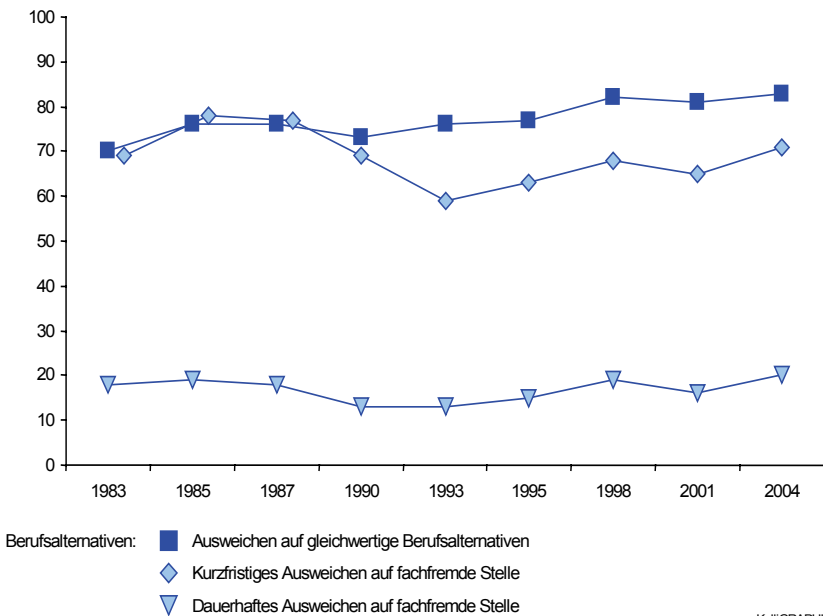 100
90
80
70
60
50
40
30
20
10
0
1983 1985 1987 1990 1993 1995 1998 2001 2004
Berufsalternativen: Ausweichen auf gleichwertige Berufsalternativen
Kurzfristiges Ausweichen auf fachfremde Stelle
Dauerhaftes Ausweichen auf fachfremde Stelle